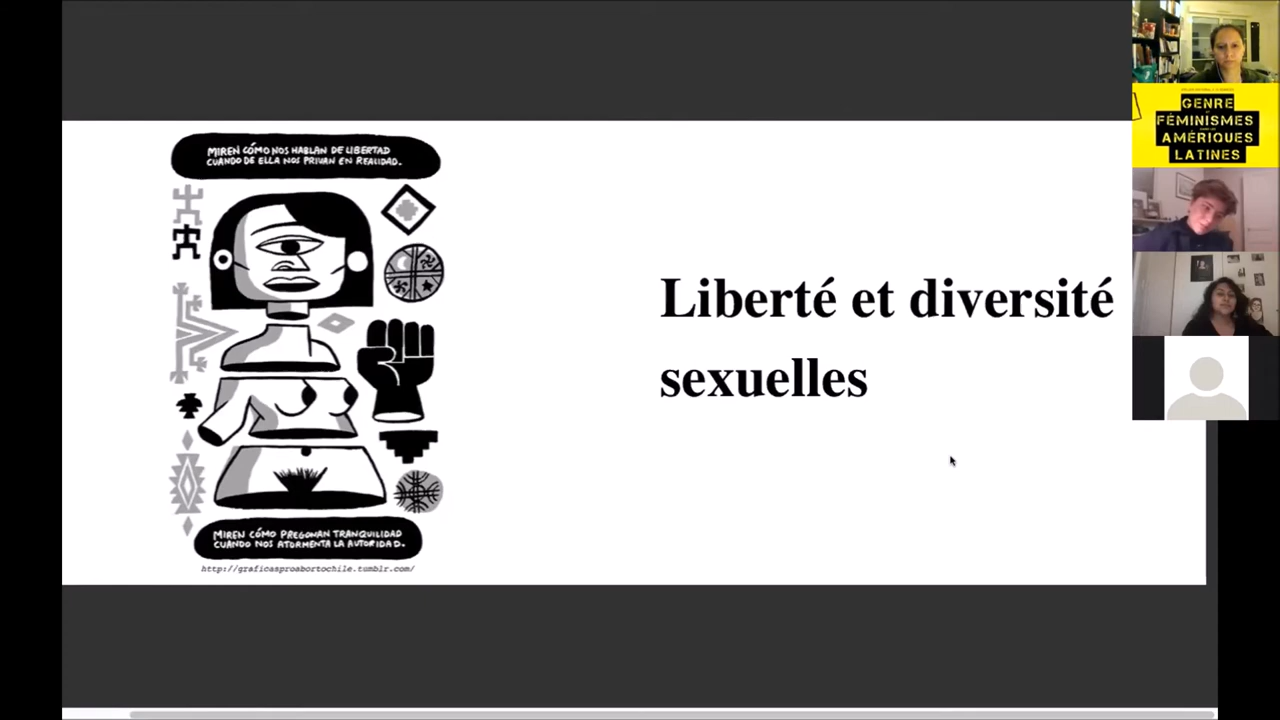 MIREN CÓMO NOS HABLAN DE LIBERTAD
CUANDO DE ELLA NOS PRIVAN EN REALIDAD.
Liberté et diversité
sexuelles
MIREN CÓMO PREGONAN TRANQUILIDAD
CUANDO NOS ATORMENTA LA AUTORIDAD.
http://graficasproabortochile.tumblr.com/
GENRE
FÉMINISMES
AMÉRIQUES
LATINES